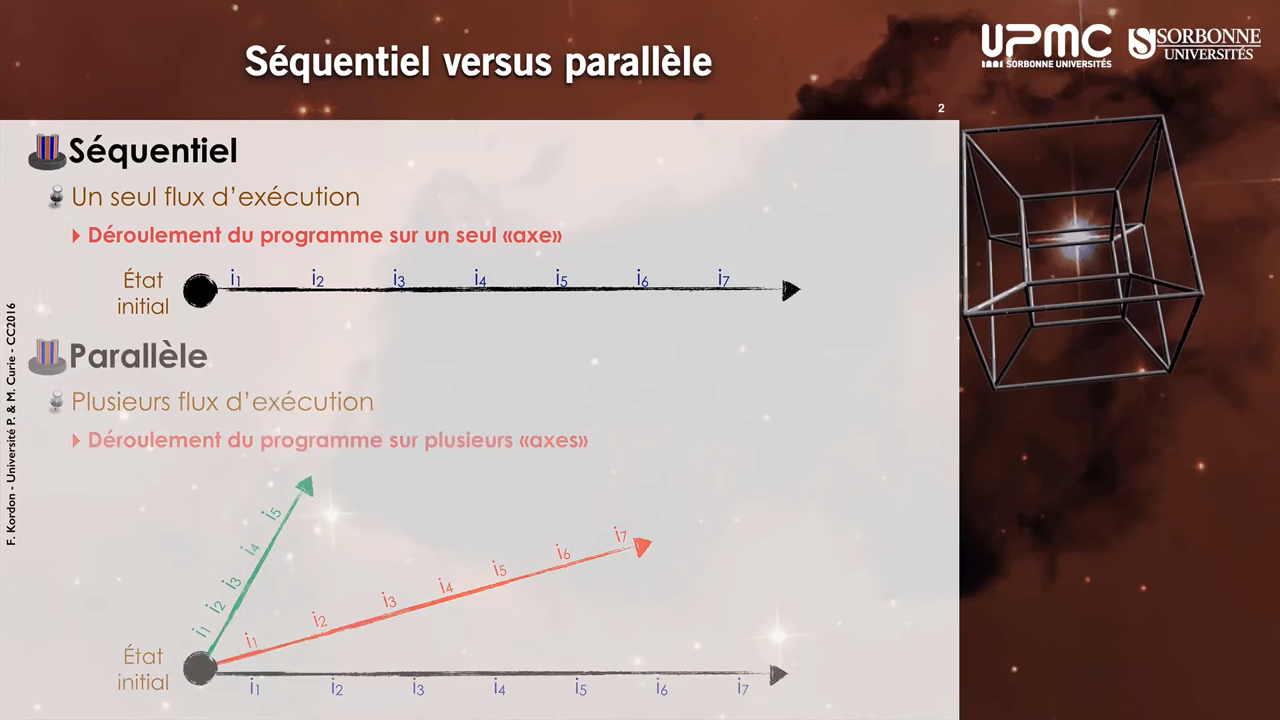 Séquentiel versus parallèle
UPMC
SORBONNE UNIVERSITÉS
SORBONNE
UNIVERSITÉS
2
Séquentiel
Un seul flux d'exécution
Déroulement du programme sur un seul «axe»
État
initial
i1 i2 i3 i4 i5 i6 i7
Parallèle
Plusieurs flux d'exécution
Déroulement du programme sur plusieurs «axes»
i1 i2 i3 i4 i5
i1 i2 i3 i4 i5 i6 i7
État
initial
i1 i2 i3 i4 i5 i6 i7
F. Kordon - Université P. & M. Curie - CC2016